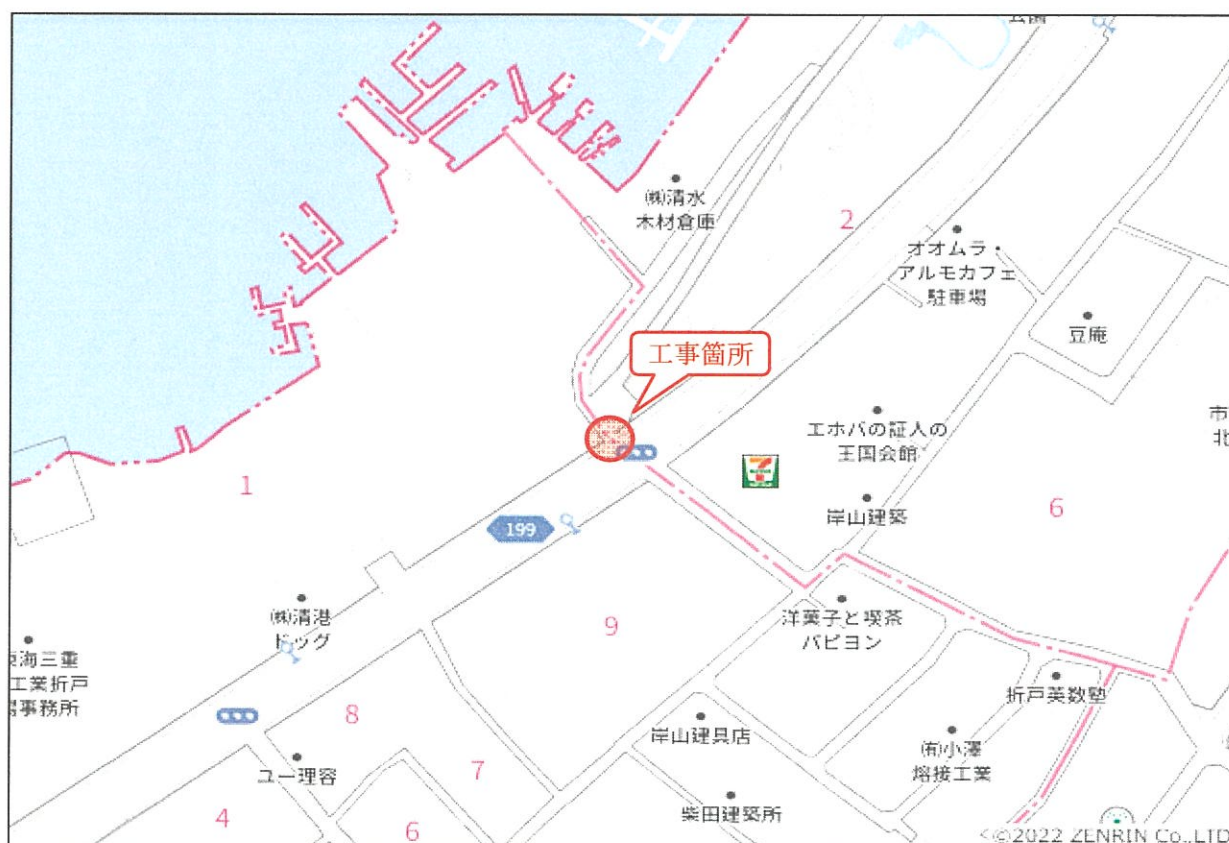 公園
㈱清水
木材倉庫
2
オオムラ・
アルモカフェ
駐車場
豆庵
工事箇所
市
北
エホバの証人の
王国会館
1
6
岸山建築
199
㈱清港
ドッグ
9
洋菓子と喫茶
パピヨン
東海三重
工業折戸
場事務所
折戸英数塾
8
岸山建具店
㈲小澤
熔接工業
ユー理容
7
柴田建築所
4
6
©2022 ZENRIN Co.,LTD